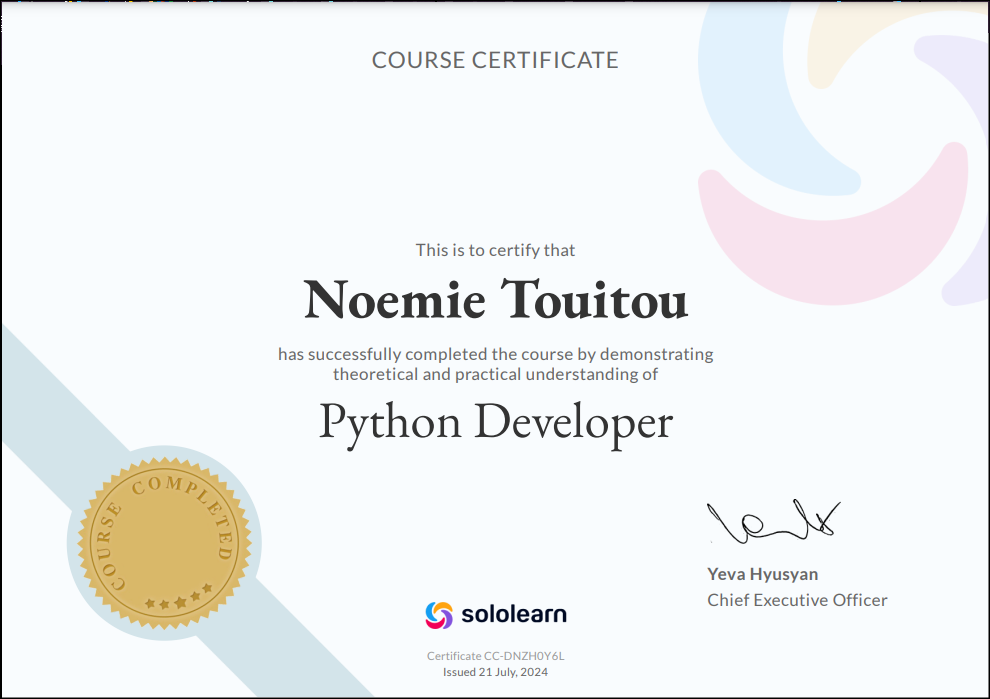 COURSE CERTIFICATE
This is to certify that
Noemie Touitou
has successfully completed the course by demonstrating
theoretical and practical understanding of
Python Developer
COURSE COMPLETED
Yeva Hyusyan
Chief Executive Officer
sololearn
Certificate CC-DNZH0Y6L
Issued 21 July, 2024